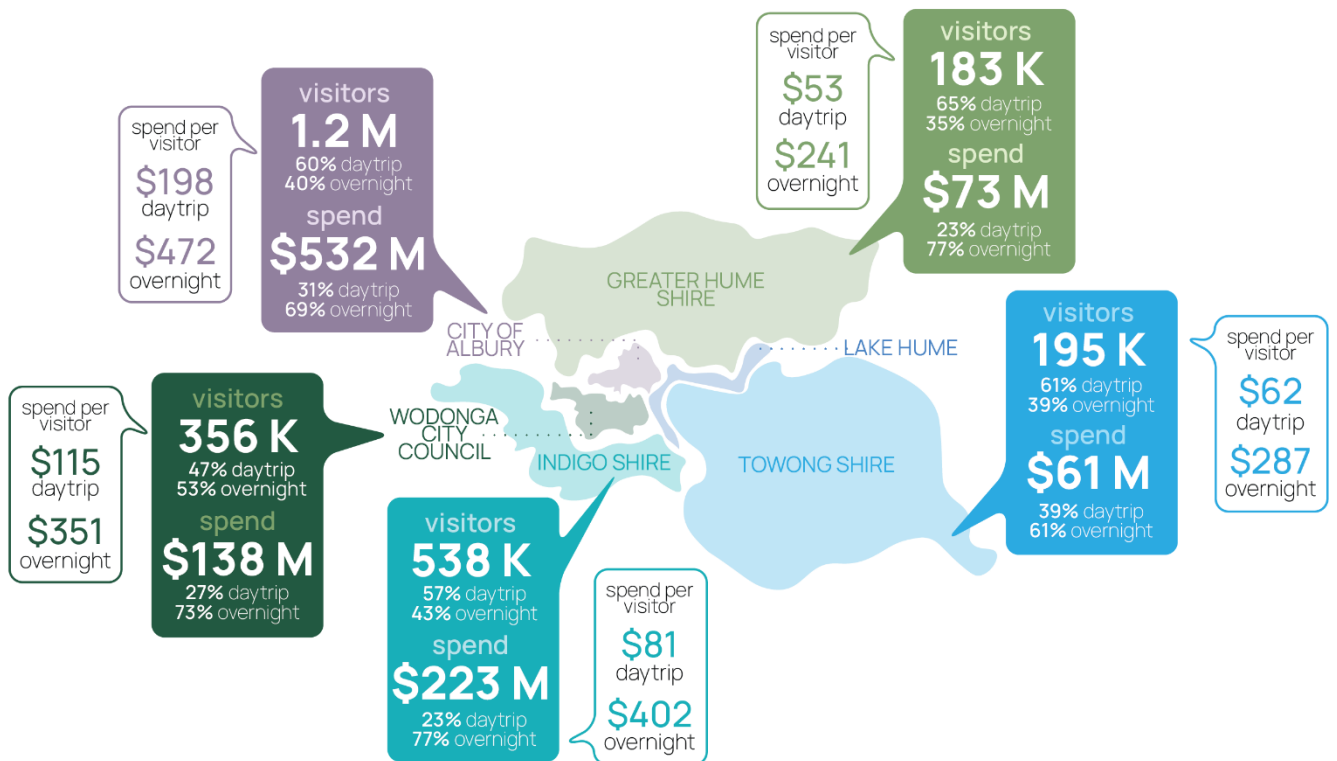 spend per
visitor
$53
daytrip
$241
overnight
visitors
183 K
65% daytrip
35% overnight
spend
$73 M
23% daytrip
77% overnight
spend per
visitor
$198
daytrip
$472
overnight
visitors
1.2 M
60% daytrip
40% overnight
spend
$532 M
31% daytrip
69% overnight
GREATER HUME
SHIRE
CITY OF
ALBURY
LAKE HUME
WODONGA
CITY
COUNCIL
INDIGO SHIRE
TOWONG SHIRE
visitors
195 K
61% daytrip
39% overnight
spend
$61 M
39% daytrip
61% overnight
spend per
visitor
$62
daytrip
$287
overnight
spend per
visitor
$115
daytrip
$351
overnight
visitors
356 K
47% daytrip
53% overnight
spend
$138 M
27% daytrip
73% overnight
visitors
538 K
57% daytrip
43% overnight
spend
$223 M
23% daytrip
77% overnight
spend per
visitor
$81
daytrip
$402
overnight